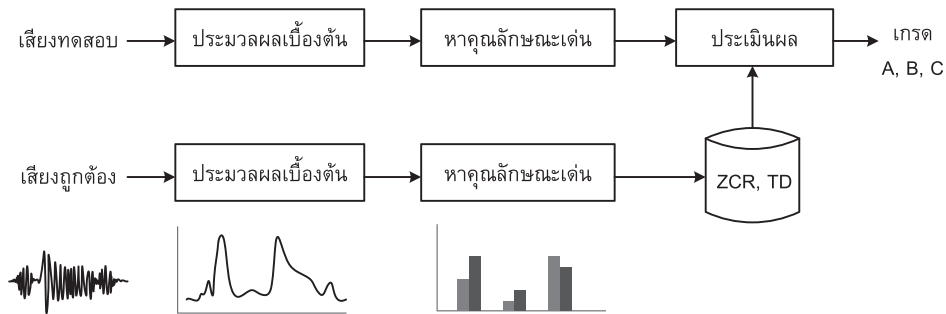 เสียงทดสอบ
ประมวลผลเบื้องต้น
หาคุณลักษณะเด่น
ประเมินผล
เกรด
A, B, C
เสียงถูกต้อง
ประมวลผลเบื้องต้น
หาคุณลักษณะเด่น
ZCR, TD